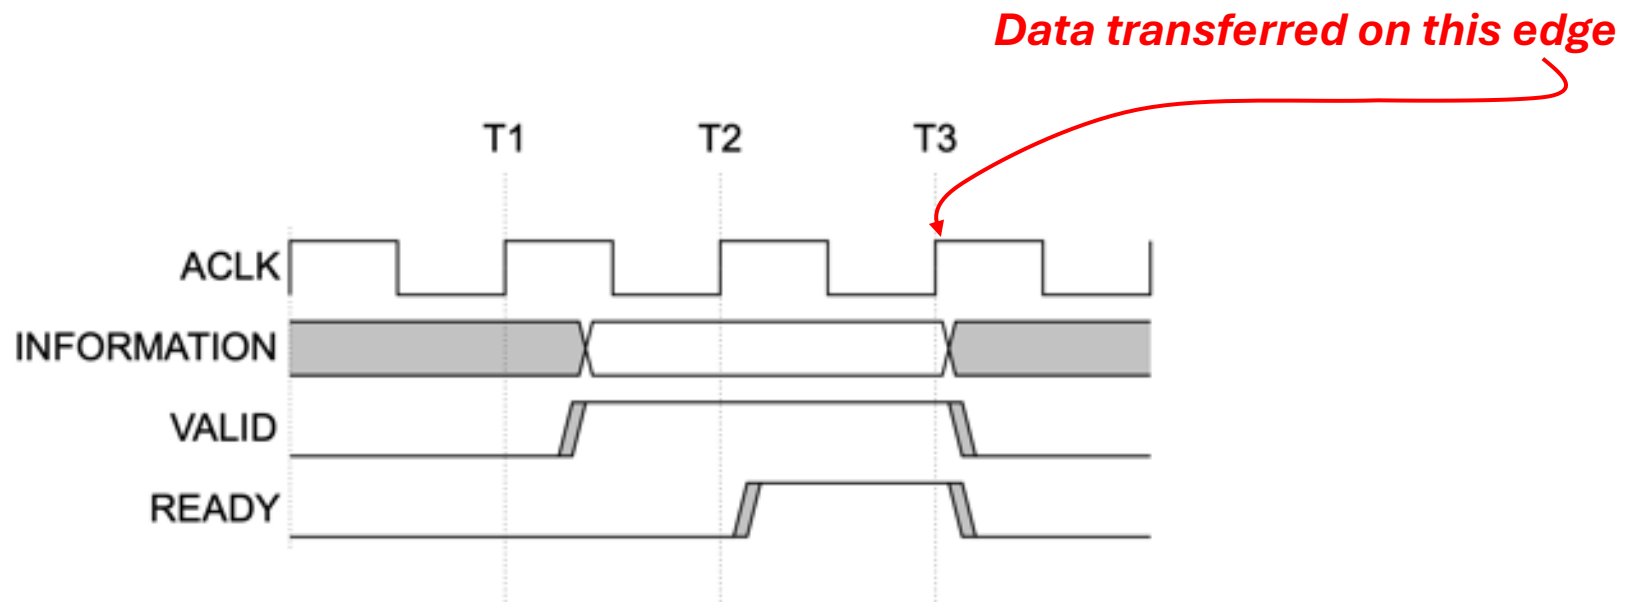 Data transferred on this edge
T1 T2 T3
ACLK
INFORMATION
VALID
READY